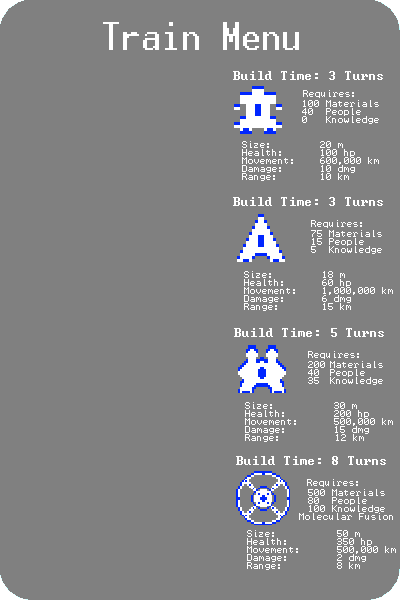 Train Menu
Build Time: 3 Turns
Requires:
100 Materials
40 People
0 Knowledge
Size: 20 m
Health: 100 hp
Movement: 600,000 km
Damage: 10 dmg
Range: 10 km
Build Time: 3 Turns
Requires:
75 Materials
15 People
5 Knowledge
Size: 18 m
Health: 60 hp
Movement: 1,000,000 km
Damage: 6 dmg
Range: 15 km
Build Time: 5 Turns
Requires:
200 Materials
40 People
35 Knowledge
Size: 30 m
Health: 200 hp
Movement: 500,000 km
Damage: 15 dmg
Range: 12 km
Build Time: 8 Turns
Requires:
500 Materials
80 People
100 Knowledge
Molecular Fusion
Size: 50 m
Health: 350 hp
Movement: 500,000 km
Damage: 2 dmg
Range: 8 km